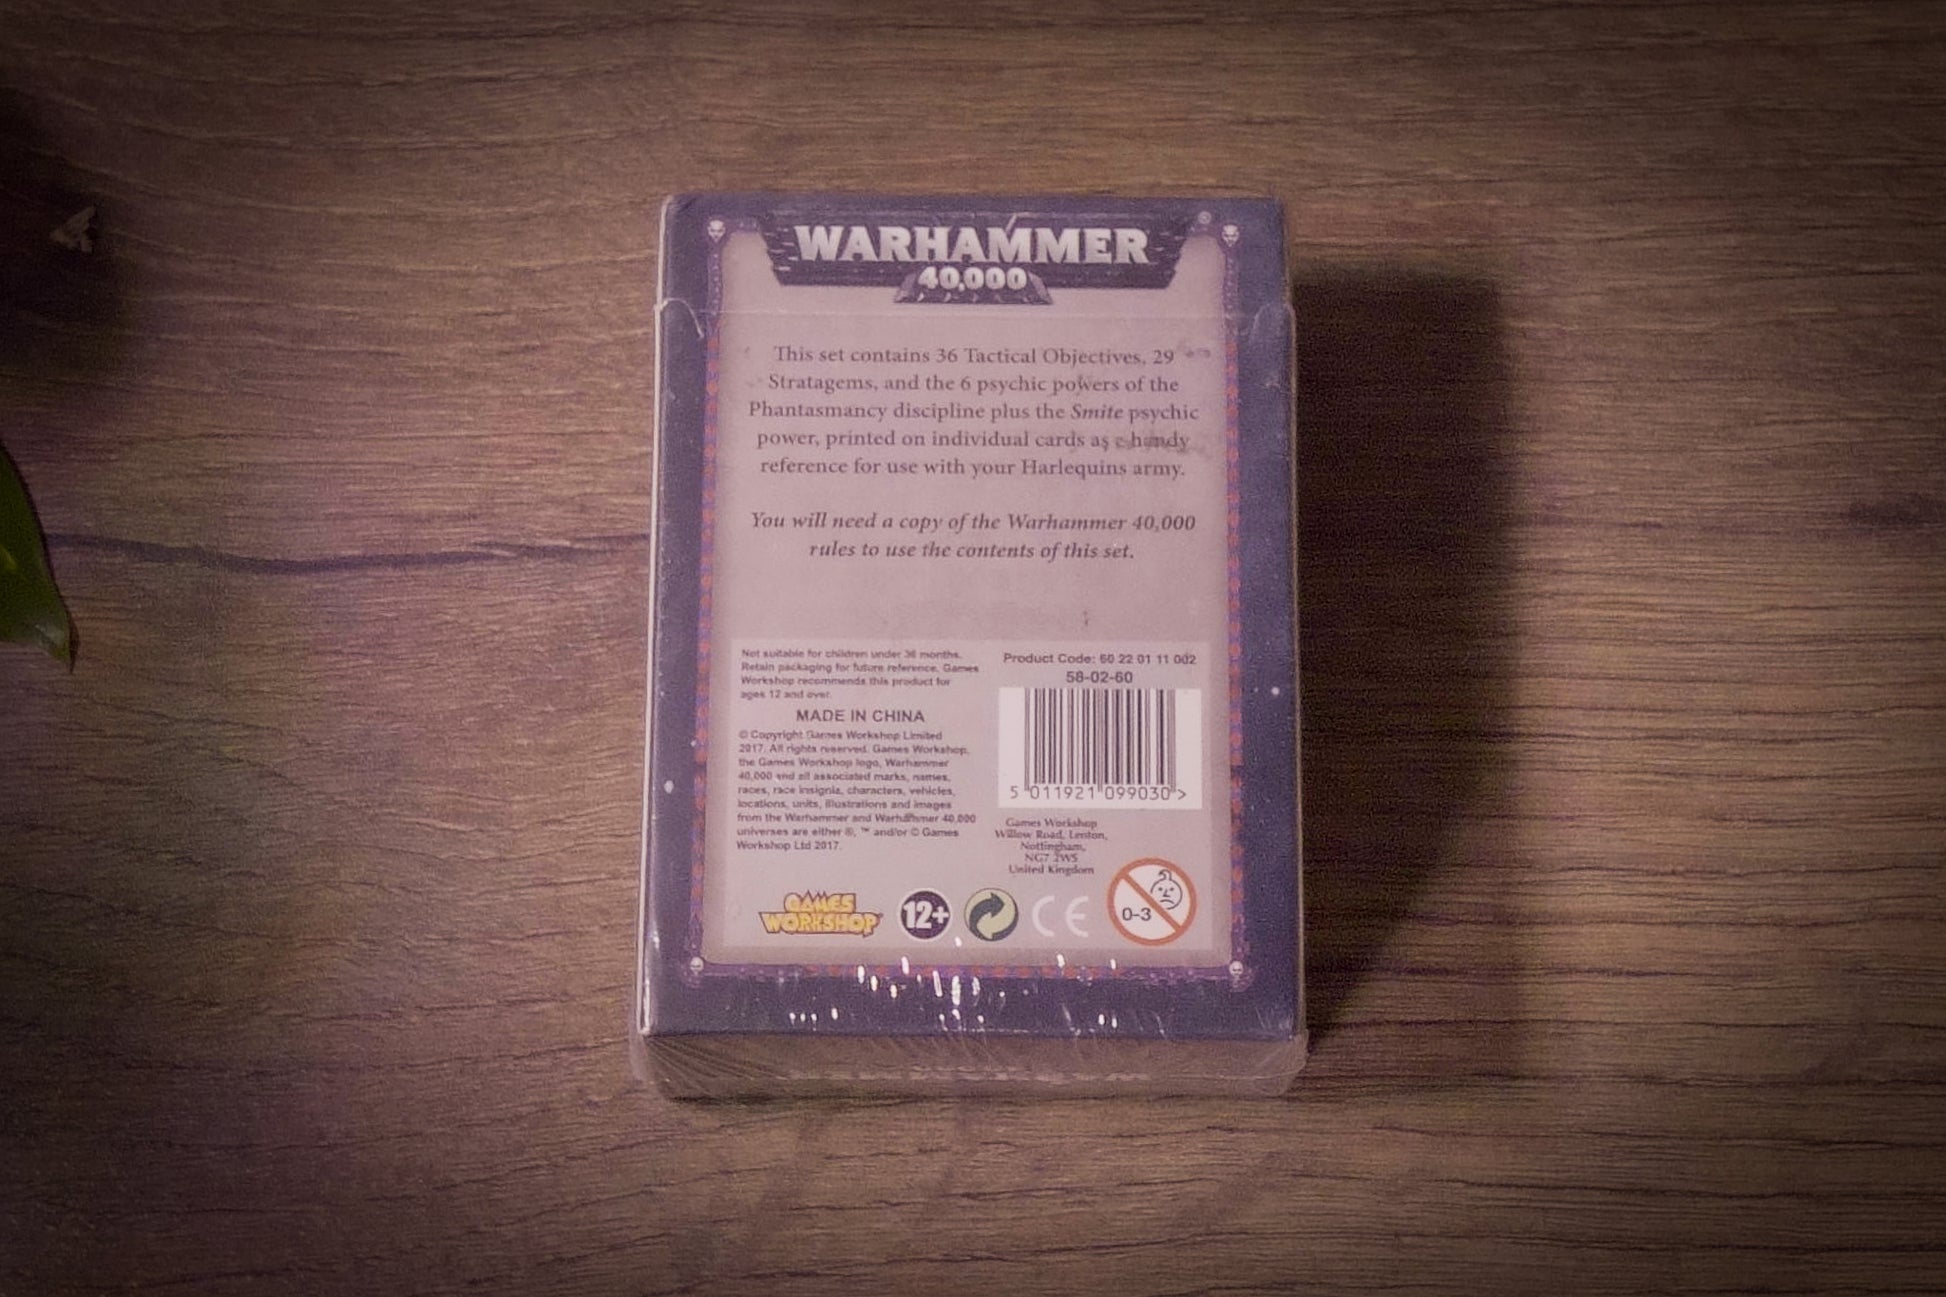 WARHAMMER
40,000
This set contains 36 Tactical Objectives, 29
Stratagems, and the 6 psychic powers of the
Phantasmancy discipline plus the Smite psychic
power, printed on individual cards as a handy
reference for use with your Harlequins army.
You will need a copy of the Warhammer 40,000
rules to use the contents of this set.
Not suitable for children under 36 months.
Retain packaging for future reference. Games
Workshop recommends this product for
ages 12 and over.
MADE IN CHINA
© Copyright Games Workshop Limited
2017. All rights reserved. Games Workshop,
the Games Workshop logo, Warhammer
40,000 and all associated marks, names,
races, race insignia, characters, vehicles,
locations, units, illustrations and images
from the Warhammer and Warhammer 40,000
universes are either ®, ™ and/or © Games
Workshop Ltd 2017.
Product Code: 60 22 01 11 002
58-02-60
5 011921 099030 >
Games Workshop
Willow Road, Lenton,
Nottingham,
NG7 2WS
United Kingdom
GAMES
WORKSHOP
12+
CE
0-3